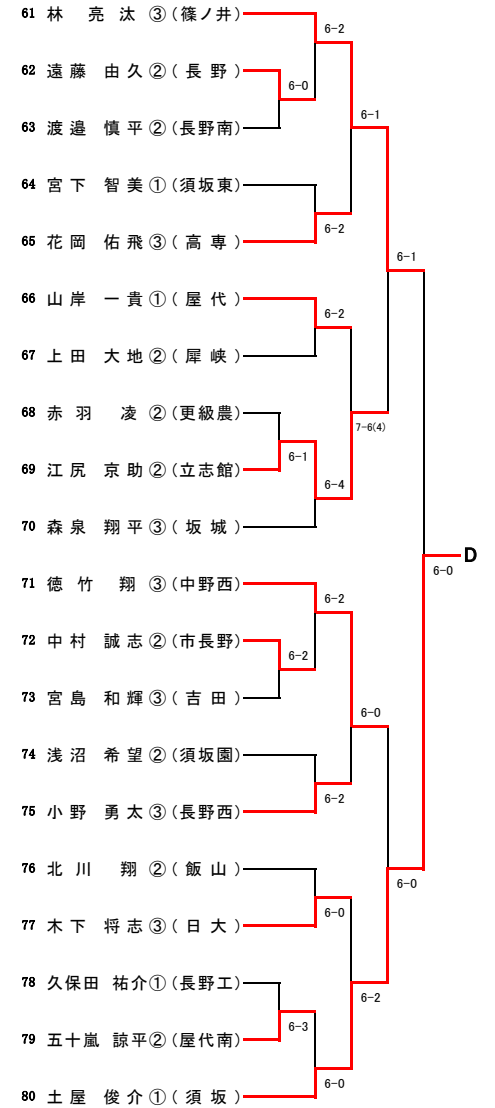 61 林 亮汰 ③ (篠ノ井)
6-2
62 遠藤 由久 ② (長野)
6-0
6-1
63 渡邉 慎平 ② (長野南)
64 宮下 智美 ① (須坂東)
6-2
65 花岡 佑飛 ③ (高専)
6-1
66 山岸 一貴 ① (屋代)
6-2
67 上田 大地 ② (犀峡)
68 赤羽 凌 ② (更級農)
7-6(4)
6-1
69 江尻 京助 ② (立志館)
6-4
70 森泉 翔平 ③ (坂城)
D
6-0
71 徳竹 翔 ③ (中野西)
6-2
72 中村 誠志 ② (市長野)
6-2
73 宮島 和輝 ③ (吉田)
6-0
74 浅沼 希望 ② (須坂園)
6-2
75 小野 勇太 ③ (長野西)
76 北川 翔 ② (飯山)
6-0
6-0
77 木下 将志 ③ (日大)
78 久保田 祐介 ① (長野工)
6-2
6-3
79 五十嵐 諒平 ② (屋代南)
6-0
80 土屋 俊介 ① (須坂)